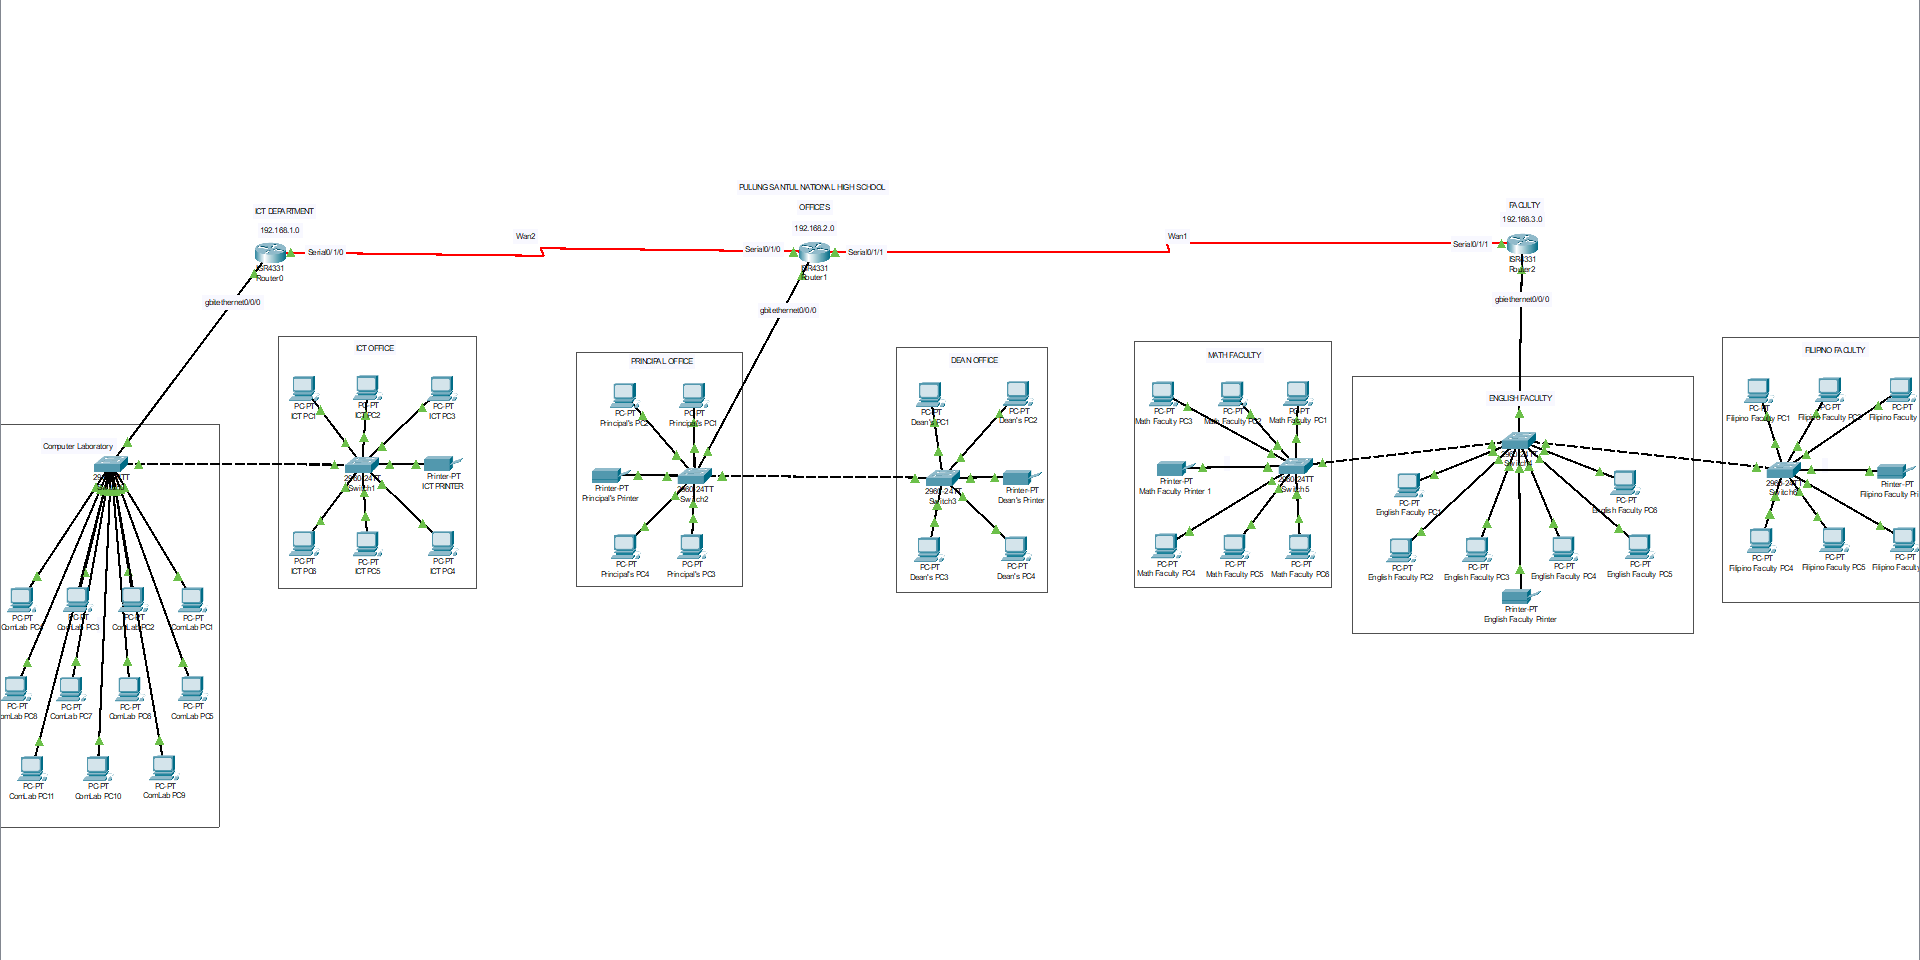 PULLING SANTUL NATIONAL HIGH SCHOOL
ICT DEPARTMENT
192.168.1.0
OFFICE'S
192.168.2.0
FACULTY
192.168.3.0
Wan2
Wan1
Serial0/1/0
Serial0/1/0
Serial0/1/1
Serial0/1/1
ISR4331
Router0
ISR4331
Router1
ISR4331
Router2
gbitethernet0/0/0
gbitethernet0/0/0
gbiethernet0/0/0
Computer Laboratory
PC-PT
ComLab PC3
PC-PT
ComLab PC2
PC-PT
ComLab PC1
PC-PT
PC-PT
ComLab PC7
PC-PT
ComLab PC6
PC-PT
ComLab PC5
PC-PT
ComLab PC11
PC-PT
ComLab PC10
PC-PT
ComLab PC9
ICT OFFICE
PC-PT
ICT PC1
PC-PT
ICT PC2
PC-PT
ICT PC3
2960-24TT
Switch1
Printer-PT
ICT PRINTER
PC-PT
ICT PC6
PC-PT
ICT PC5
PC-PT
ICT PC4
PRINCIPAL OFFICE
PC-PT
Principal's PC2
PC-PT
Principal's PC1
Printer-PT
Principal's Printer
2960-24TT
Switch2
PC-PT
Principal's PC4
PC-PT
Principal's PC3
DEAN OFFICE
PC-PT
Dean's PC1
PC-PT
Dean's PC2
2960-24TT
Switch3
Printer-PT
Dean's Printer
PC-PT
Dean's PC3
PC-PT
Dean's PC4
MATH FACULTY
PC-PT
Math Faculty PC3
PC-PT
Math Faculty PC2
PC-PT
Math Faculty PC1
Printer-PT
Math Faculty Printer 1
2960-24TT
Switch5
PC-PT
Math Faculty PC4
PC-PT
Math Faculty PC5
PC-PT
Math Faculty PC6
ENGLISH FACULTY
2960-24TT
PC-PT
English Faculty PC1
PC-PT
English Faculty PC6
PC-PT
English Faculty PC2
PC-PT
English Faculty PC3
PC-PT
English Faculty PC4
PC-PT
English Faculty PC5
Printer-PT
English Faculty Printer
FILIPINO FACULTY
PC-PT
Filipino Faculty PC1
PC-PT
Filipino Faculty PC2
PC-PT
Filipino Faculty
2960-24TT
Printer-PT
Filipino Faculty
PC-PT
Filipino Faculty PC4
PC-PT
Filipino Faculty PC5
PC-PT
Filipino Faculty